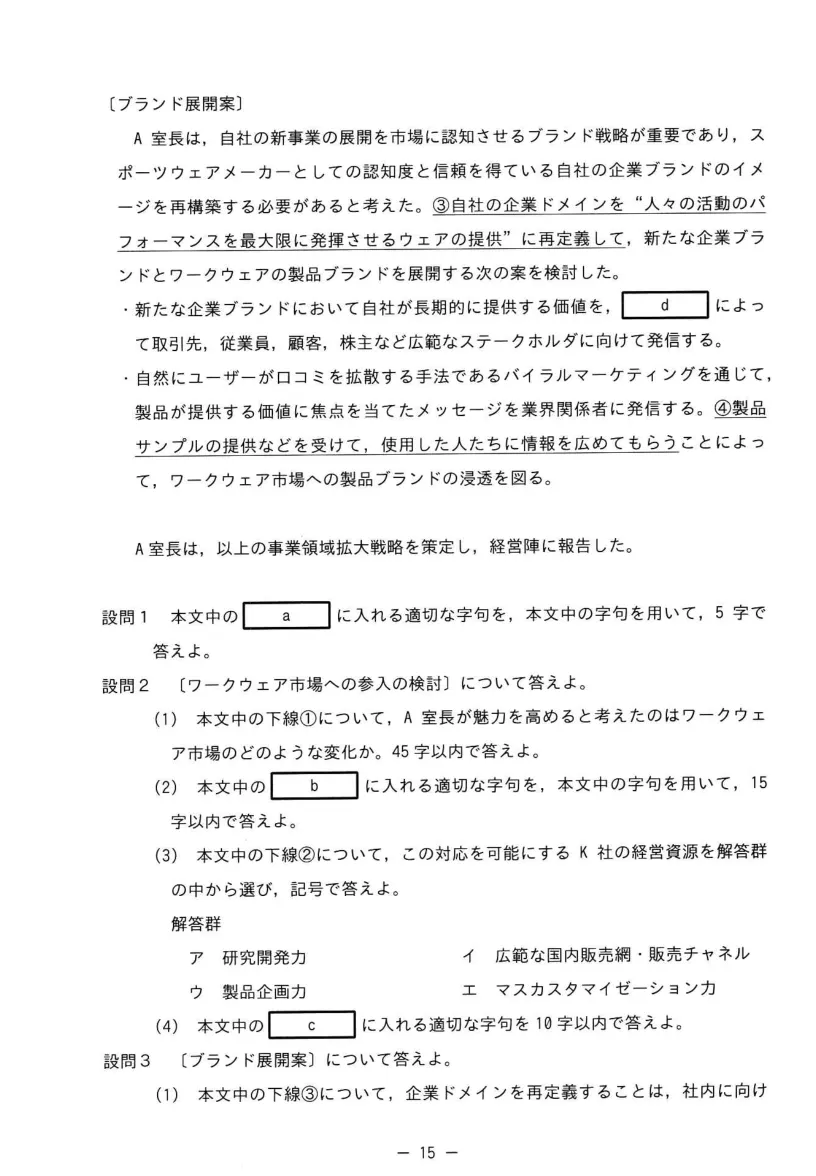 〔ブランド展開案〕
A 室長は，自社の新事業の展開を市場に認知させるブランド戦略が重要であり，ス
ポーツウェアメーカーとしての認知度と信頼を得ている自社の企業ブランドのイメ
ージを再構築する必要があると考えた。③自社の企業ドメインを“人々の活動のパ
フォーマンスを最大限に発揮させるウェアの提供”に再定義して，新たな企業ブラ
ンドとワークウェアの製品ブランドを展開する次の案を検討した。
・新たな企業ブランドにおいて自社が長期的に提供する価値を， d によっ
て取引先，従業員，顧客，株主など広範なステークホルダに向けて発信する。
・自然にユーザーが口コミを拡散する手法であるバイラルマーケティングを通じて，
製品が提供する価値に焦点を当てたメッセージを業界関係者に発信する。④製品
サンプルの提供などを受けて，使用した人たちに情報を広めてもらうことによっ
て，ワークウェア市場への製品ブランドの浸透を図る。
A 室長は，以上の事業領域拡大戦略を策定し，経営陣に報告した。
設問1 本文中の a に入れる適切な字句を，本文中の字句を用いて，5 字で
答えよ。
設問2 〔ワークウェア市場への参入の検討〕について答えよ。
(1) 本文中の下線①について，A 室長が魅力を高めると考えたのはワークウェ
ア市場のどのような変化か。45 字以内で答えよ。
(2) 本文中の b に入れる適切な字句を，本文中の字句を用いて，15
字以内で答えよ。
(3) 本文中の下線②について，この対応を可能にする K 社の経営資源を解答群
の中から選び，記号で答えよ。
解答群
ア 研究開発力 イ 広範な国内販売網・販売チャネル
ウ 製品企画力 エ マスカスタマイゼーション力
(4) 本文中の c に入れる適切な字句を 10 字以内で答えよ。
設問3 〔ブランド展開案〕について答えよ。
(1) 本文中の下線③について，企業ドメインを再定義することは，社内に向け
― 15 ―